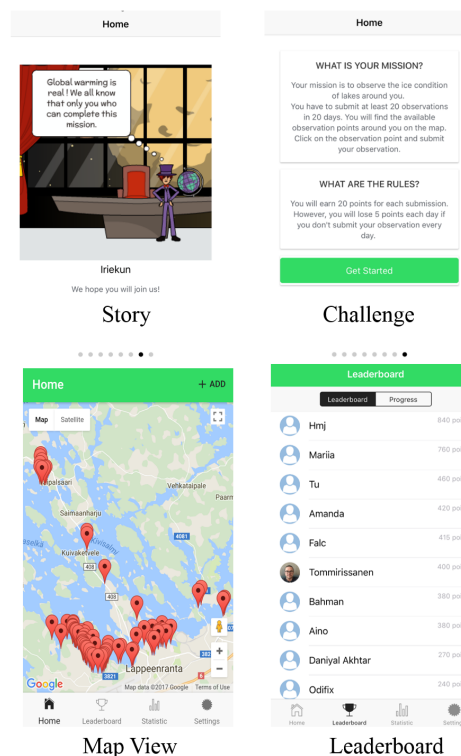 Home
Global warming is
real ! We all know
that only you who
can complete this
mission.
Iriekun
We hope you will join us!
Story
Home
WHAT IS YOUR MISSION?
Your mission is to observe the ice condition
of lakes around you.
You have to submit at least 20 observations
in 20 days. You will find the available
observation points around you on the map.
Click on the observation point and submit
your observation.
WHAT ARE THE RULES?
You will earn 20 points for each submission.
However, you will lose 5 points each day if
you don't submit your observation every
day.
Get Started
Challenge
Home
+ ADD
Map Satellite
Vehkataipale
Paarm
Saimaanharju
4081
Kuivaketvele
408
408
Lappeenranta
3821
Google
Map data ©2017 Google Terms of Use
Home Leaderboard Statistic Settings
Map View
Leaderboard
Leaderboard Progress
Hmj 640 poi
Mariia 760 poi
Tu 460 poi
Amanda 420 poi
Falc 415 poi
Tommirissanen 400 poi
Bahman 380 poi
Aino 380 poi
Daniyal Akhtar 270 poi
Odifix 240 poi
Home Leaderboard Statistic Settings
Leaderboard